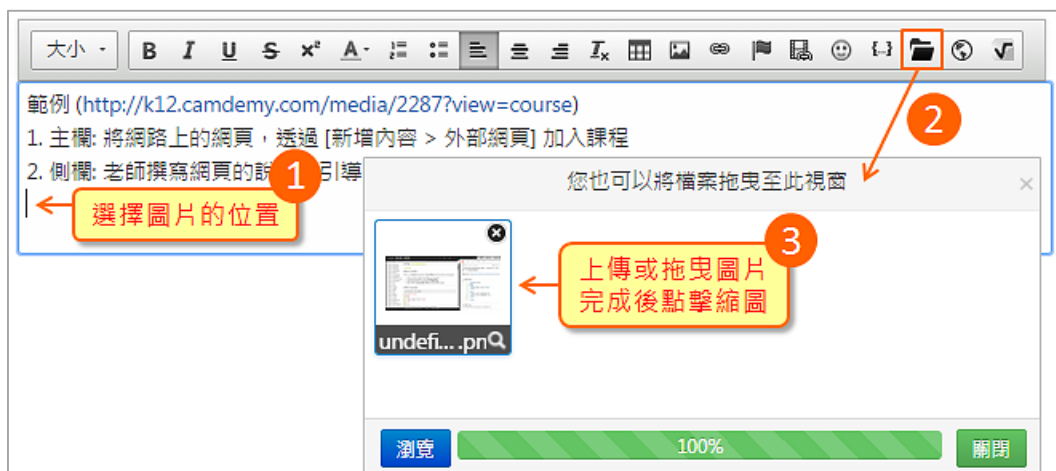 大小
B I U S x² A
範例 (http://k12.camdemy.com/media/2287?view=course)
1. 主欄: 將網路上的網頁，透過 [新增內容 > 外部網頁] 加入課程
2. 側欄: 老師撰寫網頁的說
引導
1
選擇圖片的位置
2
您也可以將檔案拖曳至此視窗
3
上傳或拖曳圖片
完成後點擊縮圖
undefi... .pn
瀏覽
100%
關閉